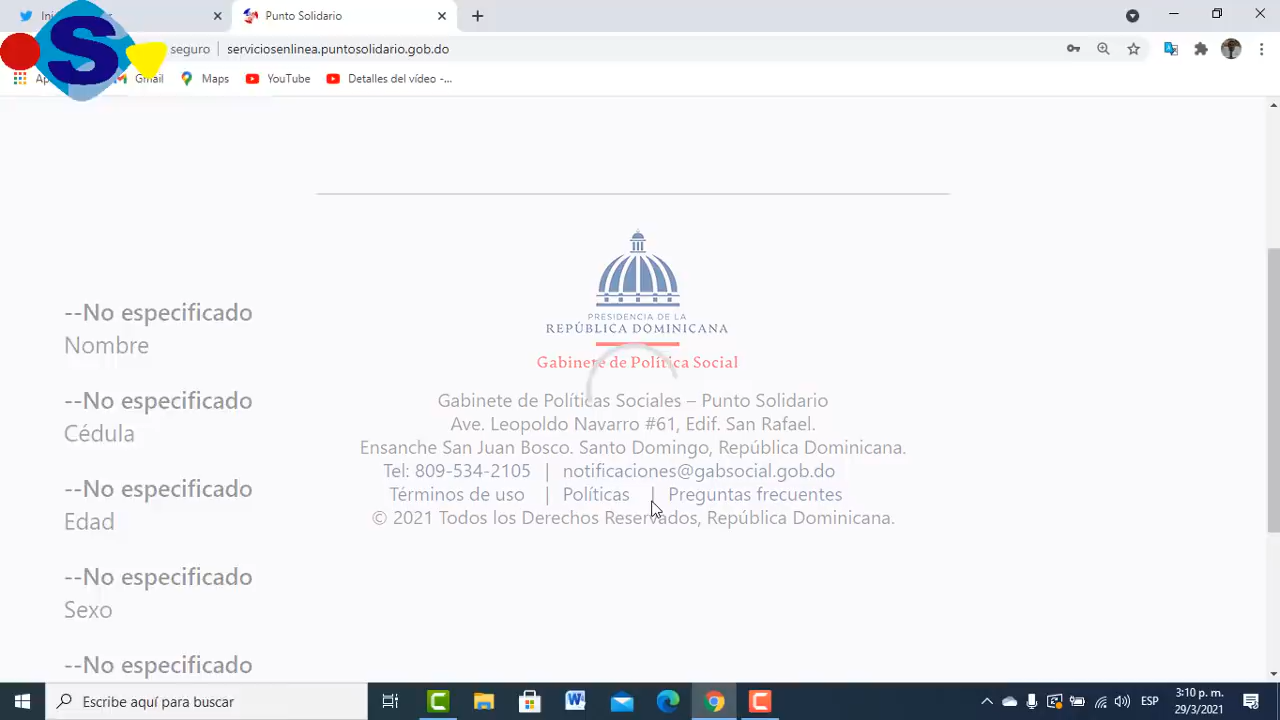 Punto Solidario
seguro
serviciosenlinea.puntosolidario.gob.do
Gmail
Maps
YouTube
Detalles del vídeo -...
S
PRESIDENCIA DE LA
REPÚBLICA DOMINICANA
Gabinete de Política Social
--No especificado
Nombre
--No especificado
Cédula
--No especificado
Edad
--No especificado
Sexo
--No especificado
Gabinete de Políticas Sociales – Punto Solidario
Ave. Leopoldo Navarro #61, Edif. San Rafael.
Ensanche San Juan Bosco. Santo Domingo, República Dominicana.
Tel: 809-534-2105 | notificaciones@gabsocial.gob.do
Términos de uso | Políticas | Preguntas frecuentes
© 2021 Todos los Derechos Reservados, República Dominicana.
Escribe aquí para buscar
ESP
3:10 p. m.
29/3/2021